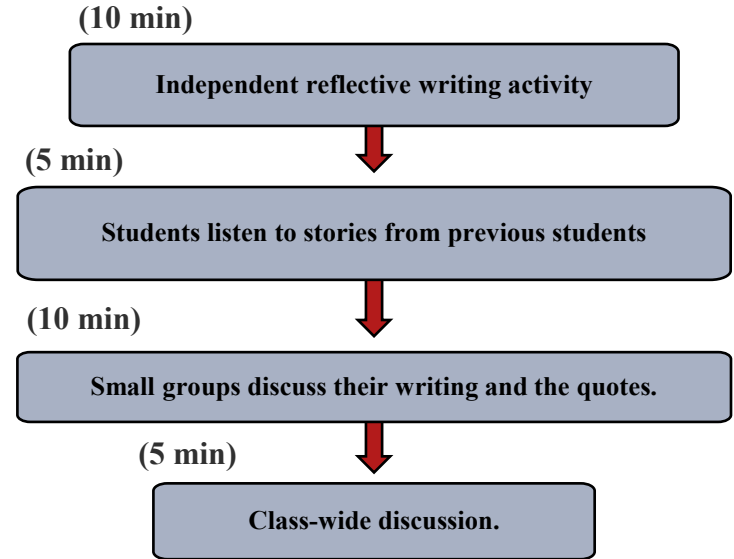 (10 min)
Independent reflective writing activity
(5 min)
Students listen to stories from previous students
(10 min)
Small groups discuss their writing and the quotes.
(5 min)
Class-wide discussion.